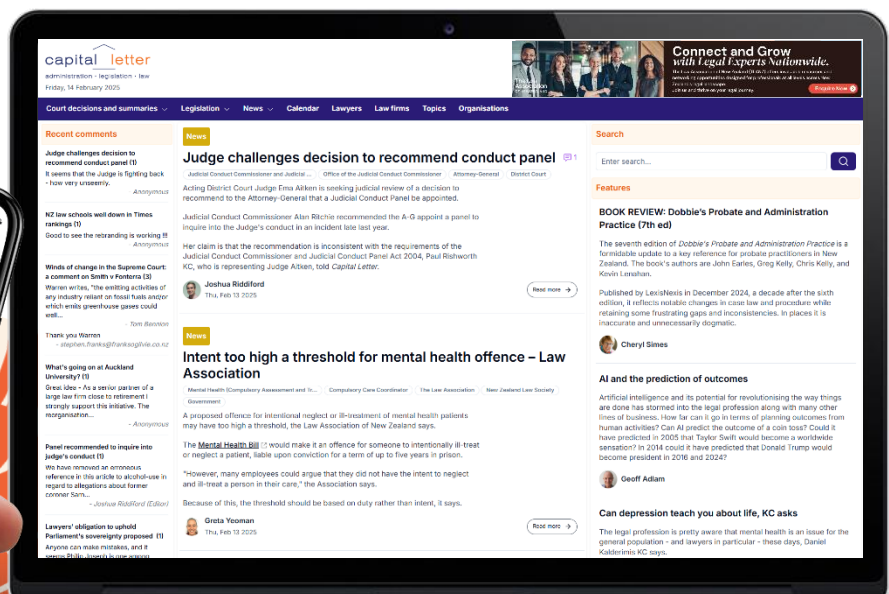 capital letter
administration - legislation - law
Friday, 14 February 2025
Connect and Grow
with Legal Experts Nationwide.
Enquire Now
Court decisions and summaries
Legislation
News
Calendar
Lawyers
Law firms
Topics
Organisations
Recent comments
Judge challenges decision to
recommend conduct panel (1)
It seems that the Judge is fighting back
- how very unseemly.
- Anonymous
NZ law schools well down in Times
rankings (1)
Good to see the rebranding is working !!!
- Anonymous
Winds of change in the Supreme Court:
a comment on Smith v Fonterra (3)
Warren writes, "the emitting activities of
any industry reliant on fossil fuels and/or
which emits greenhouse gases could
well...
- Tom Bennion
Thank you Warren
- stephen.franks@franksogilvie.co.nz
What's going on at Auckland
University? (1)
Great idea - As a senior partner of a
large law firm close to retirement I
strongly support this initiative. The
reorganisation...
- Anonymous
Panel recommended to inquire into
judge's conduct (1)
We have removed an erroneous
reference in this article to alcohol-use in
regard to allegations about former
coroner Sam...
- Joshua Riddiford (Editor)
Lawyers' obligation to uphold
Parliament's sovereignty proposed (1)
Anyone can make mistakes, and it
seems Philip Joseph is one among
News
Judge challenges decision to recommend conduct panel 1
Judicial Conduct Commissioner and Judicial ...
Office of the Judicial Conduct Commissioner
Attorney-General
District Court
Acting District Court Judge Ema Aitken is seeking judicial review of a decision to
recommend to the Attorney-General that a Judicial Conduct Panel be appointed.
Judicial Conduct Commissioner Alan Ritchie recommended the A-G appoint a panel to
inquire into the Judge's conduct in an incident late last year.
Her claim is that the recommendation is inconsistent with the requirements of the
Judicial Conduct Commissioner and Judicial Conduct Panel Act 2004, Paul Rishworth
KC, who is representing Judge Aitken, told Capital Letter.
Joshua Riddiford
Thu, Feb 13 2025
Read more →
News
Intent too high a threshold for mental health offence – Law
Association
Mental Health (Compulsory Assessment and Tr...
Compulsory Care Coordinator
The Law Association
New Zealand Law Society
Government
A proposed offence for intentional neglect or ill-treatment of mental health patients
may have too high a threshold, the Law Association of New Zealand says.
The Mental Health Bill would make it an offence for someone to intentionally ill-treat
or neglect a patient, liable upon conviction for a term of up to five years in prison.
"However, many employees could argue that they did not have the intent to neglect
and ill-treat a person in their care," the Association says.
Because of this, the threshold should be based on duty rather than intent, it says.
Greta Yeoman
Thu, Feb 13 2025
Read more →
Search
Enter search...
Features
BOOK REVIEW: Dobbie's Probate and Administration
Practice (7th ed)
The seventh edition of Dobbie's Probate and Administration Practice is a
formidable update to a key reference for probate practitioners in New
Zealand. The book's authors are John Earles, Greg Kelly, Chris Kelly, and
Kevin Lenahan.
Published by LexisNexis in December 2024, a decade after the sixth
edition, it reflects notable changes in case law and procedure while
retaining some frustrating gaps and inconsistencies. In places it is
inaccurate and unnecessarily dogmatic.
Cheryl Simes
AI and the prediction of outcomes
Artificial intelligence and its potential for revolutionising the way things
are done has stormed into the legal profession along with many other
lines of business. How far can it go in terms of planning outcomes from
human activities? Can AI predict the outcome of a coin toss? Could it
have predicted in 2005 that Taylor Swift would become a worldwide
sensation? In 2014 could it have predicted that Donald Trump would
become president in 2016 and 2024?
Geoff Adlam
Can depression teach you about life, KC asks
The legal profession is pretty aware that mental health is an issue for the
general population - and lawyers in particular - these days, Daniel
Kalderimis KC says.